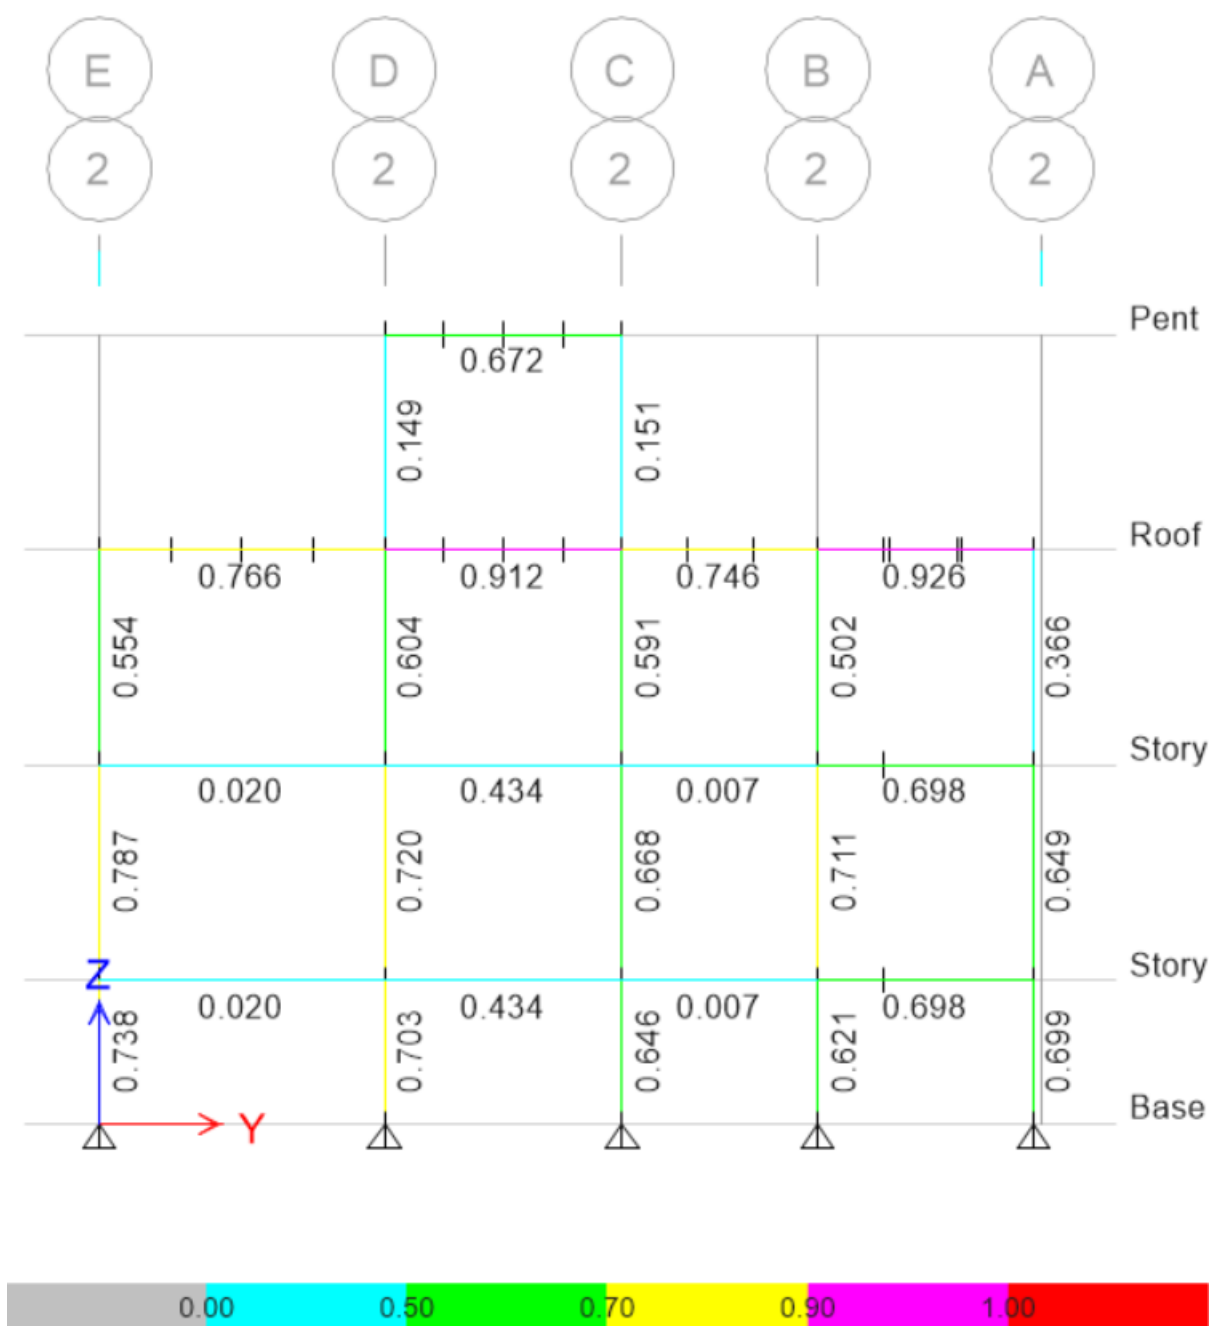 E D C B A
2 2 2 2 2
Pent
0.672
0.149 0.151
Roof
0.766 0.912 0.746 0.926
0.554 0.604 0.591 0.502 0.366
Story
0.020 0.434 0.007 0.698
0.787 0.720 0.668 0.711 0.649
Story
Z
0.020 0.434 0.007 0.698
0.738 0.703 0.646 0.621 0.699
Base
Y
0.00 0.50 0.70 0.90 1.00